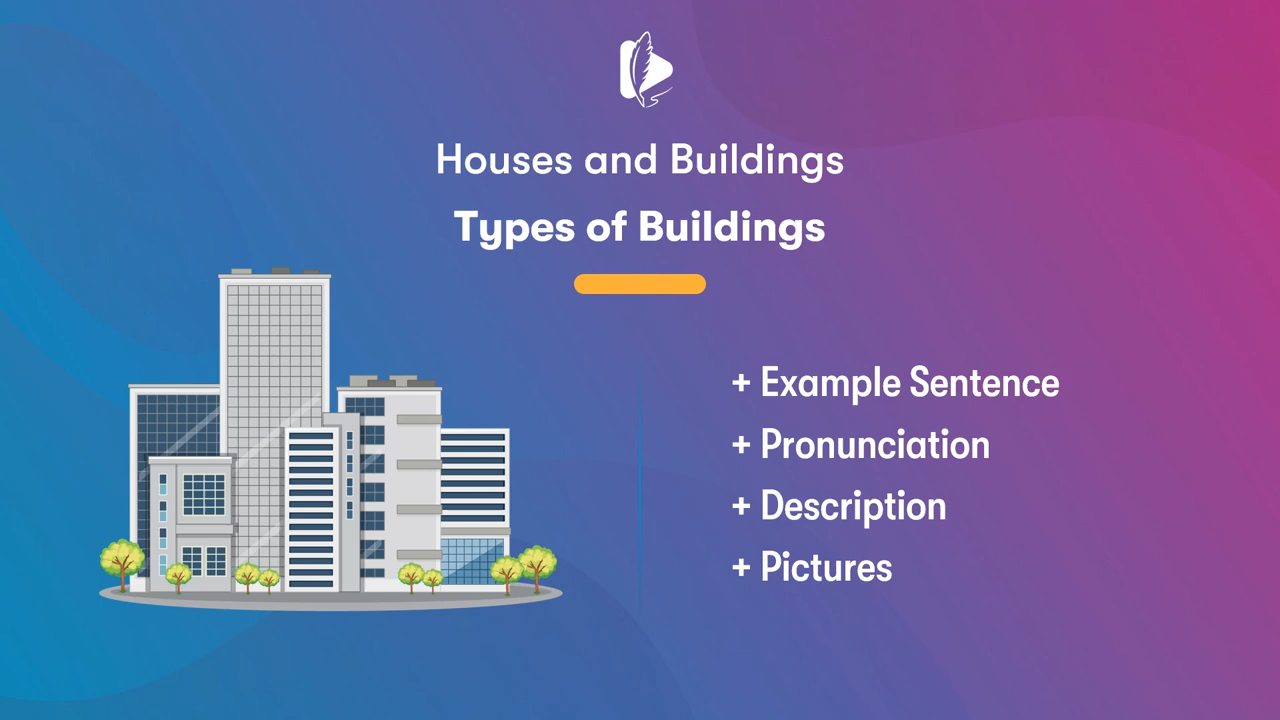 Houses and Buildings
Types of Buildings
+ Example Sentence
+ Pronunciation
+ Description
+ Pictures